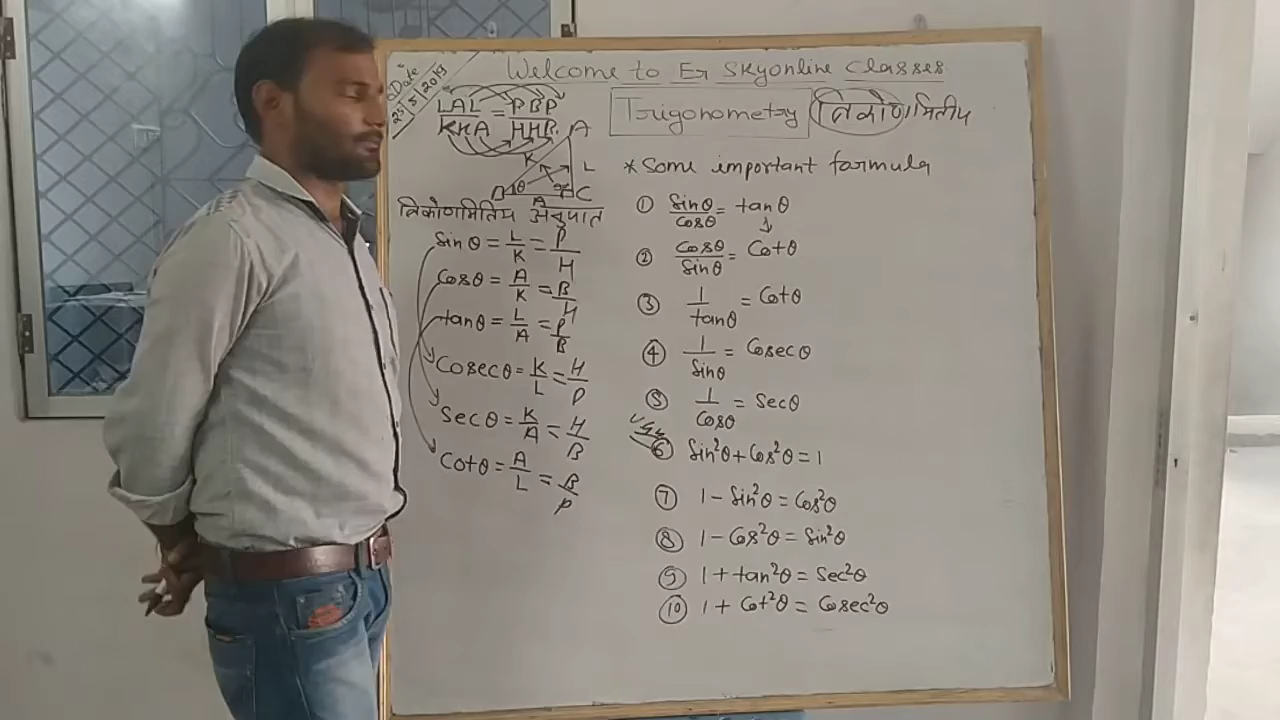 Welcome to Er Skyonline Classes
Date
25/5/2019
LAL/KKA = PBP/HHB
Trigonometry त्रिकोणमितीय
A
K L
B θ C
A
* Some important formula
त्रिकोणमितिय अनुपात
Sinθ = L/K = P/H
Cosθ = A/K = B/H
tanθ = L/A = P/B
Cosecθ = K/L = H/P
Secθ = K/A = H/B
Cotθ = A/L = B/P
① Sinθ/Cosθ = tanθ
② Cosθ/Sinθ = Cotθ
③ 1/tanθ = Cotθ
④ 1/Sinθ = Cosecθ
⑤ 1/Cosθ = Secθ
⑥ Sin²θ + Cos²θ = 1
⑦ 1 - Sin²θ = Cos²θ
⑧ 1 - Cos²θ = Sin²θ
⑨ 1 + tan²θ = Sec²θ
⑩ 1 + Cot²θ = Cosec²θ